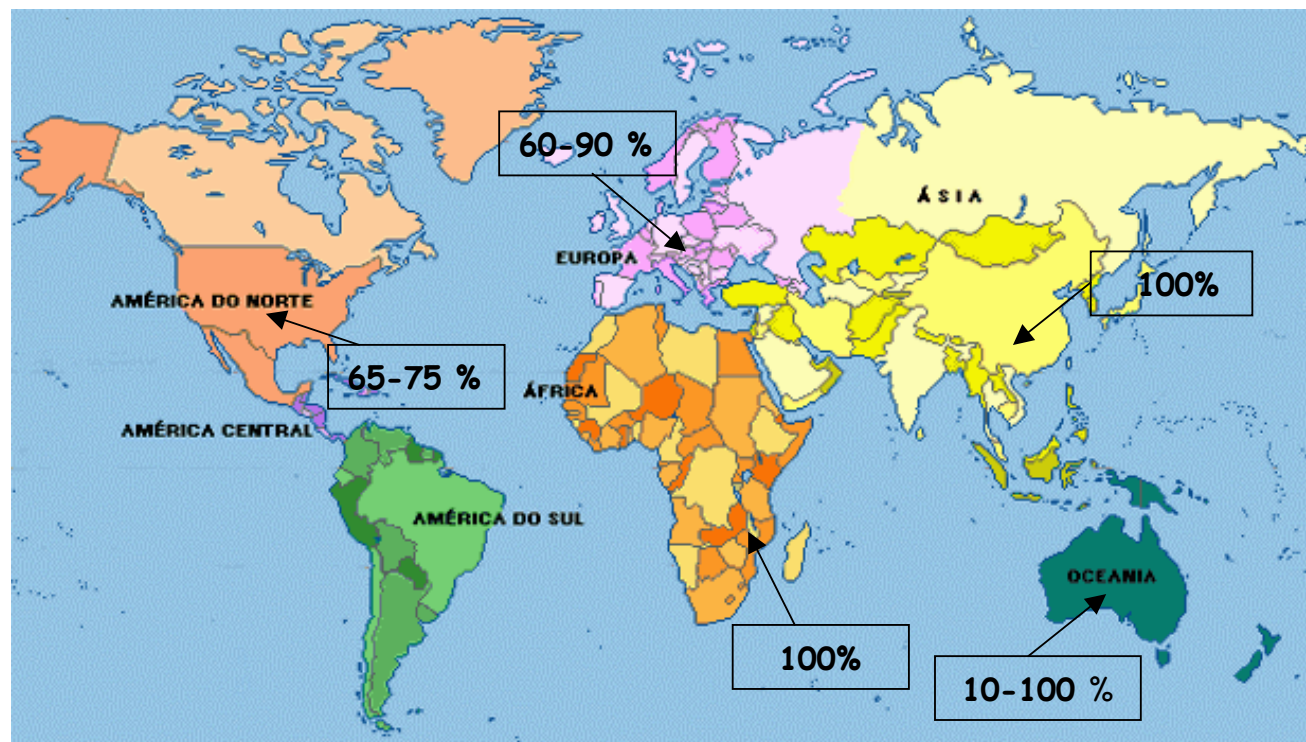 60-90 %
ÁSIA
EUROPA
100%
AMÉRICA DO NORTE
65-75 %
ÁFRICA
AMÉRICA CENTRAL
AMÉRICA DO SUL
OCEANIA
100%
10-100 %